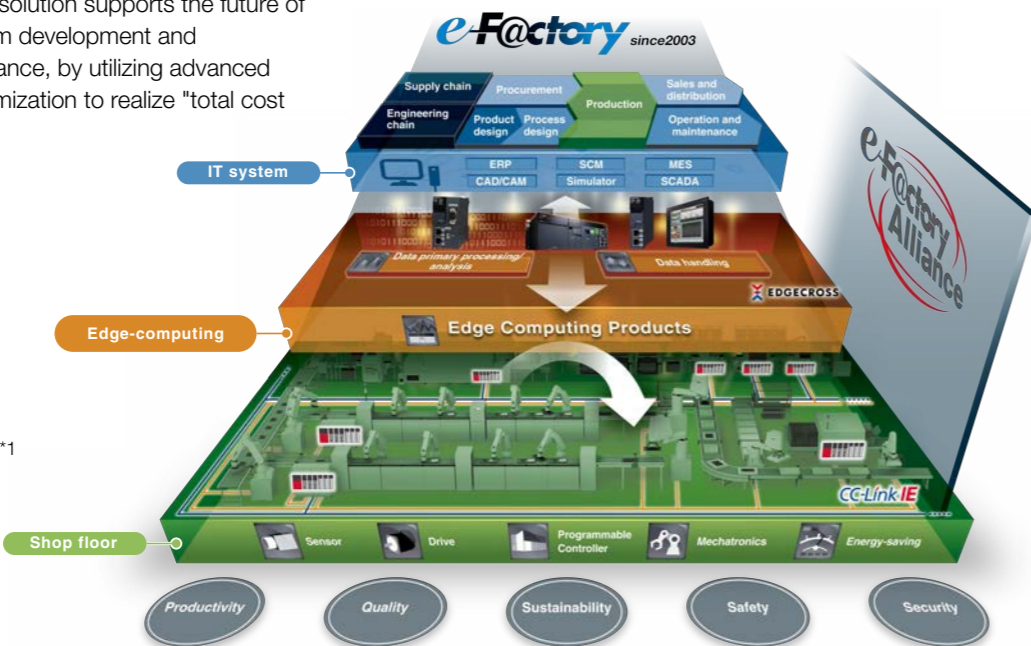 solution supports the future of
m development and
ance, by utilizing advanced
mization to realize "total cost
e-F@ctory since2003
Supply chain
Procurement
Production
Sales and
distribution
Engineering
chain
Product
design
Process
design
Operation and
maintenance
IT system
ERP
SCM
MES
CAD/CAM
Simulator
SCADA
Data primary processing/
analysis
Data handling
EDGECROSS
Edge-computing
Edge Computing Products
e-F@ctory
Alliance
*1
CC-Link IE
Shop floor
Sensor
Drive
Programmable
Controller
Mechatronics
Energy-saving
Productivity
Quality
Sustainability
Safety
Security